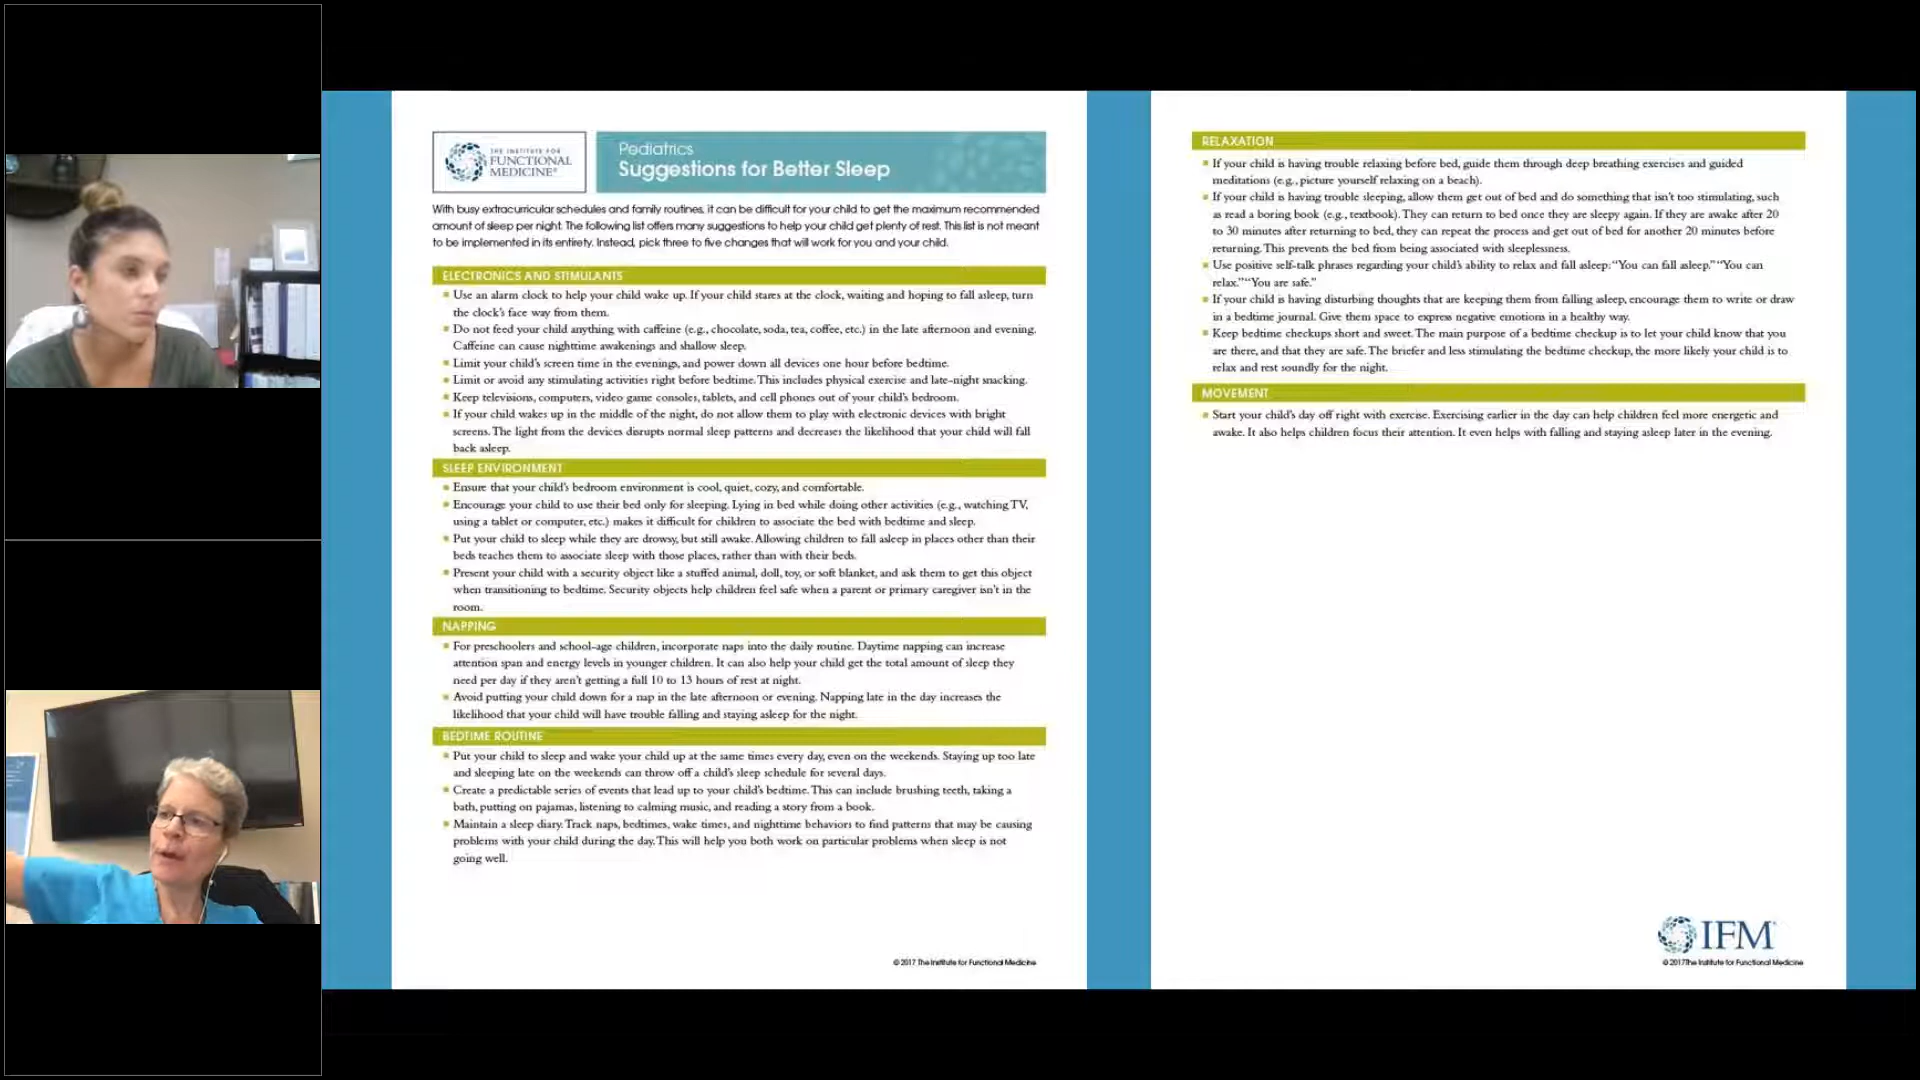 THE INSTITUTE FOR
FUNCTIONAL
MEDICINE®
Pediatrics
Suggestions for Better Sleep
With busy extracurricular schedules and family routines, it can be difficult for your child to get the maximum recommended
amount of sleep per night. The following list offers many suggestions to help your child get plenty of rest. This list is not meant
to be implemented in its entirety. Instead, pick three to five changes that will work for you and your child.
ELECTRONICS AND STIMULANTS
Use an alarm clock to help your child wake up. If your child stares at the clock, waiting and hoping to fall asleep, turn
the clock's face way from them.
Do not feed your child anything with caffeine (e.g., chocolate, soda, tea, coffee, etc.) in the late afternoon and evening.
Caffeine can cause nighttime awakenings and shallow sleep.
Limit your child's screen time in the evenings, and power down all devices one hour before bedtime.
Limit or avoid any stimulating activities right before bedtime. This includes physical exercise and late-night snacking.
Keep televisions, computers, video game consoles, tablets, and cell phones out of your child's bedroom.
If your child wakes up in the middle of the night, do not allow them to play with electronic devices with bright
screens. The light from the devices disrupts normal sleep patterns and decreases the likelihood that your child will fall
back asleep.
SLEEP ENVIRONMENT
Ensure that your child's bedroom environment is cool, quiet, cozy, and comfortable.
Encourage your child to use their bed only for sleeping. Lying in bed while doing other activities (e.g., watching TV,
using a tablet or computer, etc.) makes it difficult for children to associate the bed with bedtime and sleep.
Put your child to sleep while they are drowsy, but still awake. Allowing children to fall asleep in places other than their
beds teaches them to associate sleep with those places, rather than with their beds.
Present your child with a security object like a stuffed animal, doll, toy, or soft blanket, and ask them to get this object
when transitioning to bedtime. Security objects help children feel safe when a parent or primary caregiver isn't in the
room.
NAPPING
For preschoolers and school-age children, incorporate naps into the daily routine. Daytime napping can increase
attention span and energy levels in younger children. It can also help your child get the total amount of sleep they
need per day if they aren't getting a full 10 to 13 hours of rest at night.
Avoid putting your child down for a nap in the late afternoon or evening. Napping late in the day increases the
likelihood that your child will have trouble falling and staying asleep for the night.
BEDTIME ROUTINE
Put your child to sleep and wake your child up at the same times every day, even on the weekends. Staying up too late
and sleeping late on the weekends can throw off a child's sleep schedule for several days.
Create a predictable series of events that lead up to your child's bedtime. This can include brushing teeth, taking a
bath, putting on pajamas, listening to calming music, and reading a story from a book.
Maintain a sleep diary. Track naps, bedtimes, wake times, and nighttime behaviors to find patterns that may be causing
problems with your child during the day. This will help you both work on particular problems when sleep is not
going well.
© 2017 The Institute for Functional Medicine
RELAXATION
If your child is having trouble relaxing before bed, guide them through deep breathing exercises and guided
meditations (e.g., picture yourself relaxing on a beach).
If your child is having trouble sleeping, allow them get out of bed and do something that isn't too stimulating, such
as read a boring book (e.g., textbook). They can return to bed once they are sleepy again. If they are awake after 20
to 30 minutes after returning to bed, they can repeat the process and get out of bed for another 20 minutes before
returning. This prevents the bed from being associated with sleeplessness.
Use positive self-talk phrases regarding your child's ability to relax and fall asleep: "You can fall asleep." "You can
relax." "You are safe."
If your child is having disturbing thoughts that are keeping them from falling asleep, encourage them to write or draw
in a bedtime journal. Give them space to express negative emotions in a healthy way.
Keep bedtime checkups short and sweet. The main purpose of a bedtime checkup is to let your child know that you
are there, and that they are safe. The briefer and less stimulating the bedtime checkup, the more likely your child is to
relax and rest soundly for the night.
MOVEMENT
Start your child's day off right with exercise. Exercising earlier in the day can help children feel more energetic and
awake. It also helps children focus their attention. It even helps with falling and staying asleep later in the evening.
IFM
© 2017 The Institute for Functional Medicine